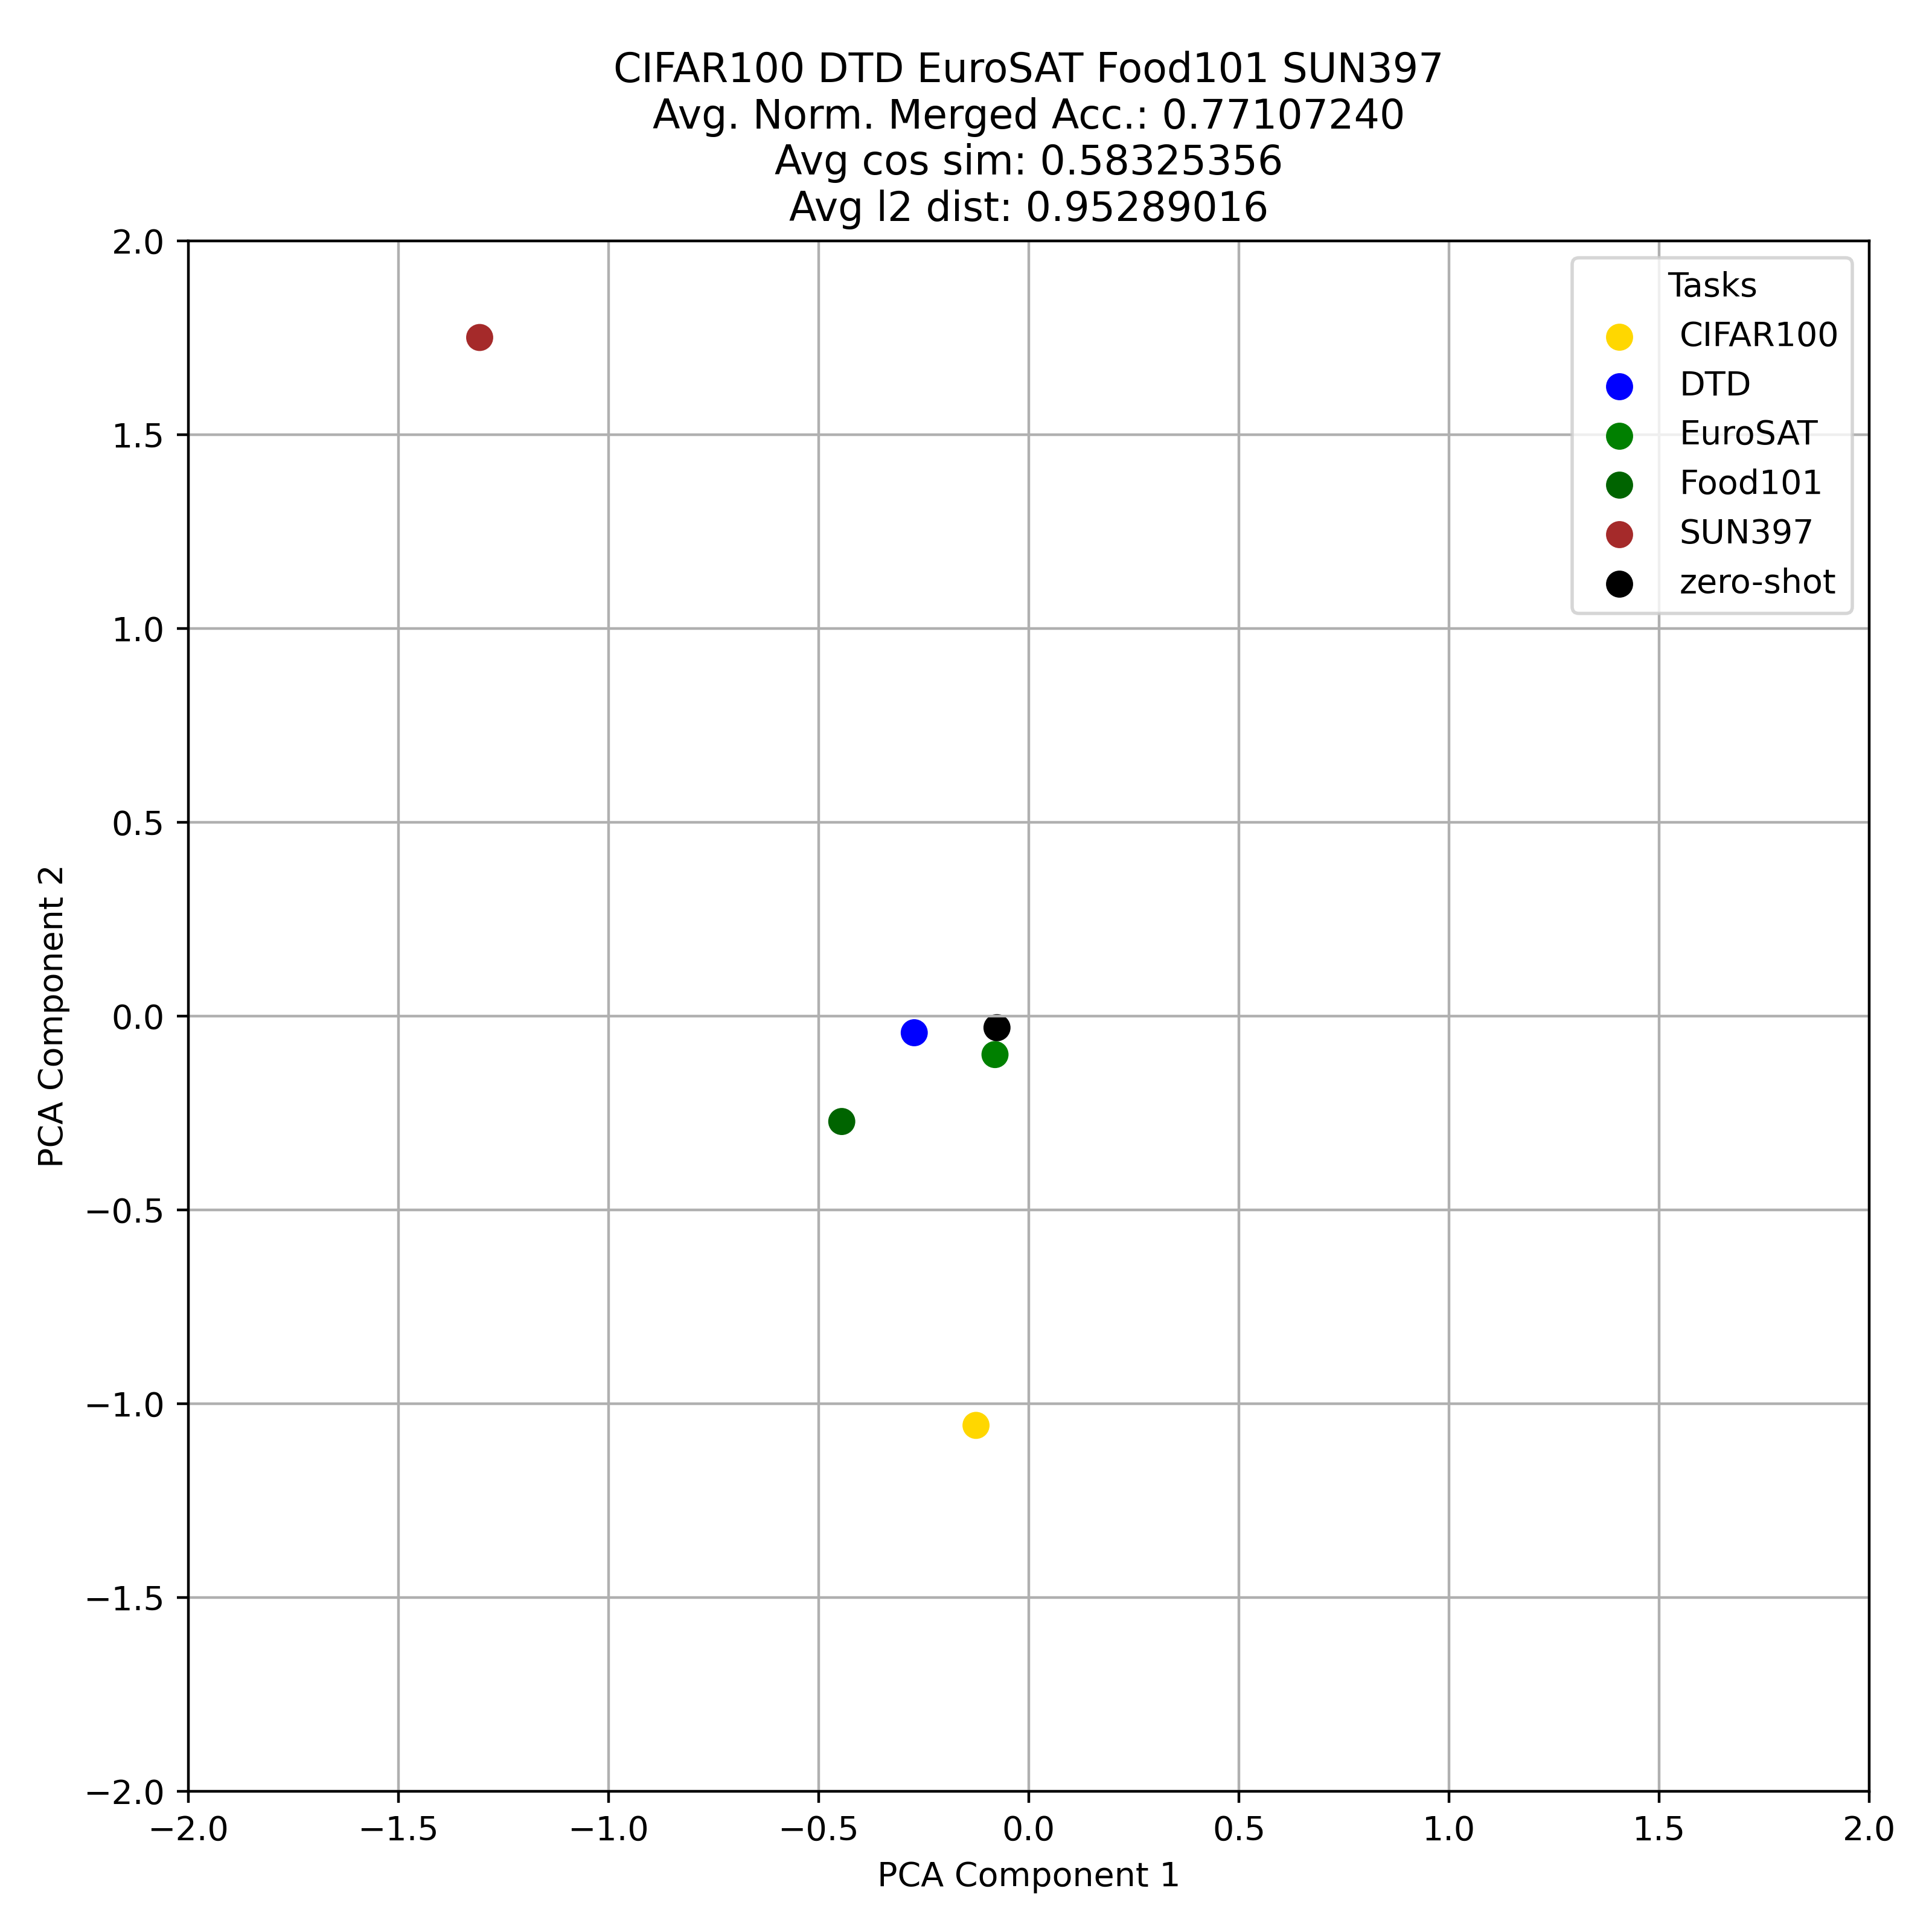 CIFAR100 DTD EuroSAT Food101 SUN397
Avg. Norm. Merged Acc.: 0.77107240
Avg cos sim: 0.58325356
Avg l2 dist: 0.95289016
Tasks
CIFAR100
DTD
EuroSAT
Food101
SUN397
zero-shot
PCA Component 2
2.0
1.5
1.0
0.5
0.0
−0.5
−1.0
−1.5
−2.0
−2.0 −1.5 −1.0 −0.5 0.0 0.5 1.0 1.5 2.0
PCA Component 1